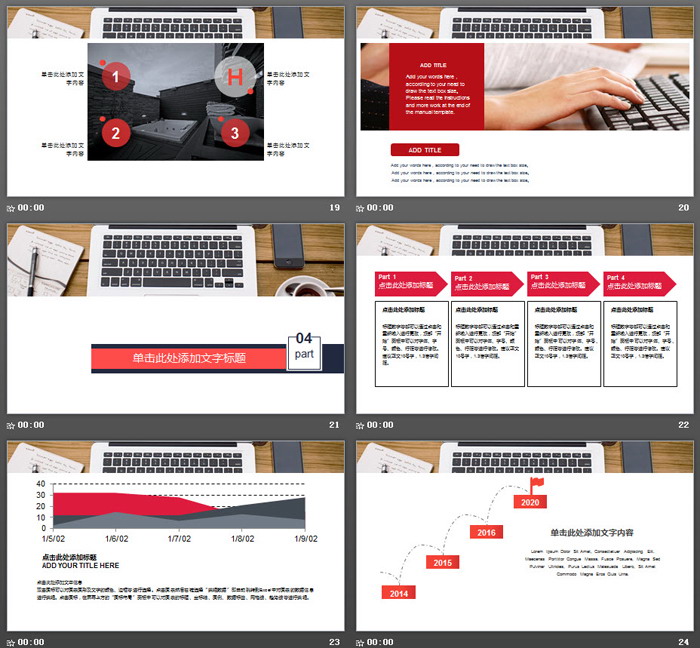 单击此处添加文
字内容
1
H
单击此处添加文
字内容
单击此处添加文
字内容
2
3
单击此处添加文
字内容
00:00
19
ADD TITLE
Add your words here,
according to your need to
draw the text box size。
Please read the instructions
and more work at the end of
the manual template.
ADD TITLE
Add your words here，according to your need to draw the text box size。
Add your words here，according to your need to draw the text box size。
Add your words here，according to your need to draw the text box size。
00:00
20
04
part
单击此处添加文字标题
00:00
21
Part 1
点击此处添加标题
Part 2
点击此处添加标题
Part 3
点击此处添加标题
Part 4
点击此处添加标题
点击此处添加标题
点击此处添加标题
点击此处添加标题
点击此处添加标题
00:00
22
40
30
20
10
0
1/5/02
1/6/02
1/7/02
1/8/02
1/9/02
点击此处添加标题
ADD YOUR TITLE HERE
00:00
23
2020
2016
2015
2014
单击此处添加文字内容
Lorem Ipsum Dolor Sit Amet, Consectetuer Adipiscing Elit.
Maecenas Porttitor Congue Massa. Fusce Posuere, Magna Sed
Pulvinar Ultricies, Purus Lectus Malesuada Libero, Sit Amet
Commodo Magna Eros Quis Urna.
00:00
24